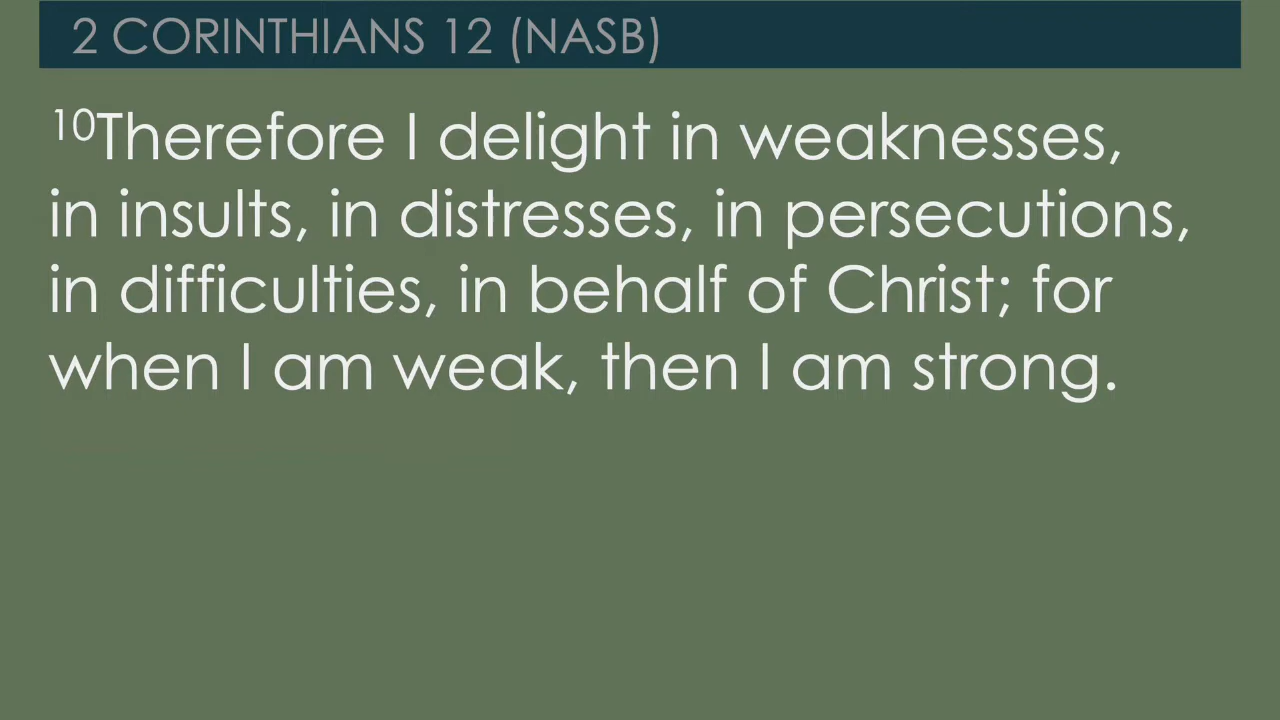 2 CORINTHIANS 12 (NASB)
10Therefore I delight in weaknesses,
in insults, in distresses, in persecutions,
in difficulties, in behalf of Christ; for
when I am weak, then I am strong.